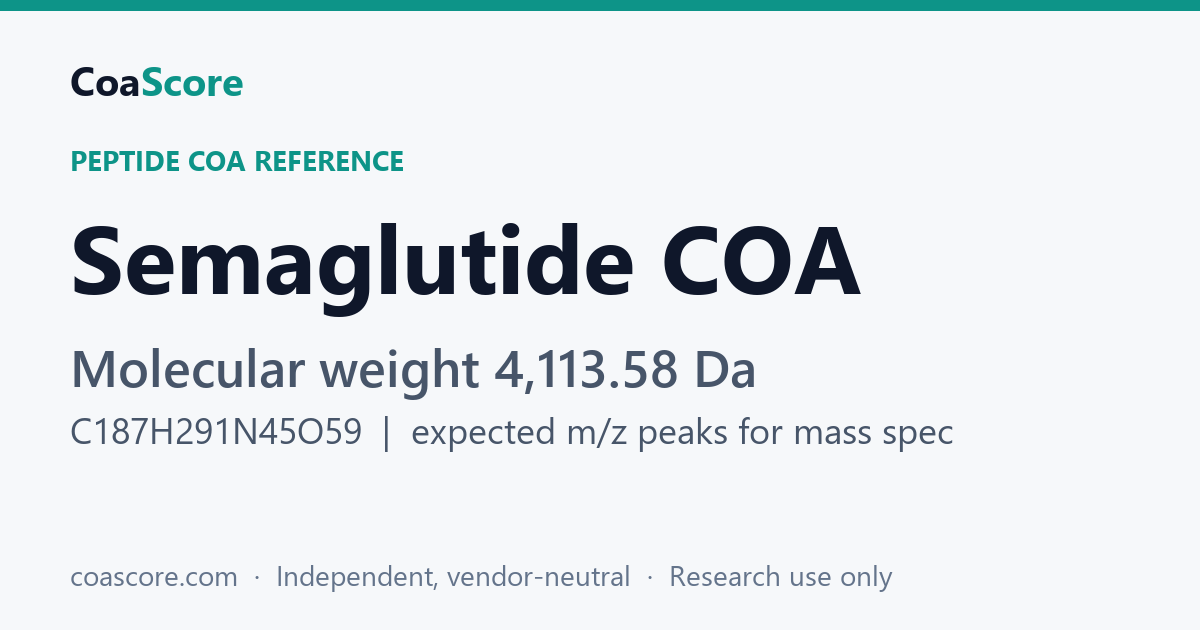 CoaScore
PEPTIDE COA REFERENCE
Semaglutide COA
Molecular weight 4,113.58 Da
C187H291N45O59 | expected m/z peaks for mass spec
coascore.com · Independent, vendor-neutral · Research use only